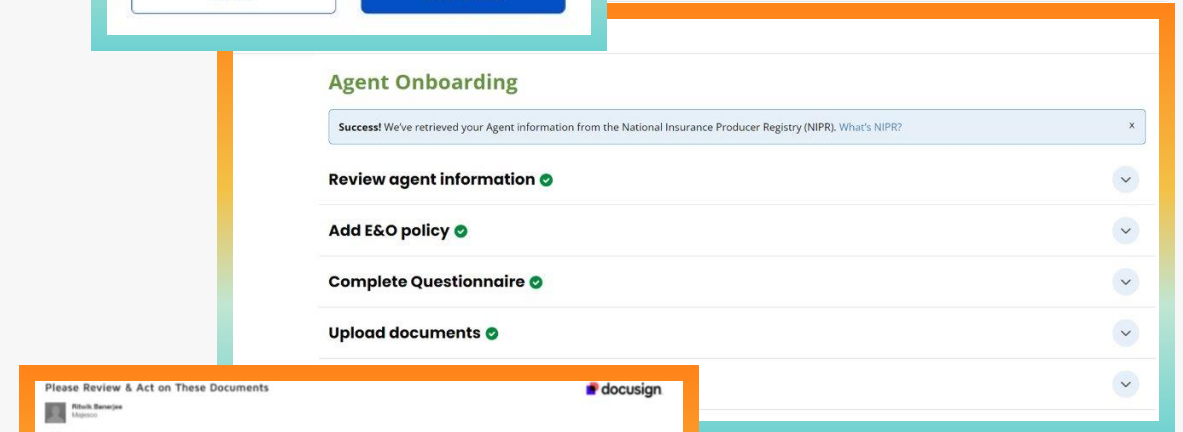 Agent Onboarding
Success! We've retrieved your Agent information from the National Insurance Producer Registry (NIPR). What's NIPR? x
Review agent information
Add E&O policy
Complete Questionnaire
Upload documents
Please Review & Act on These Documents
docusign
Ritwik Banerjee
Majesco